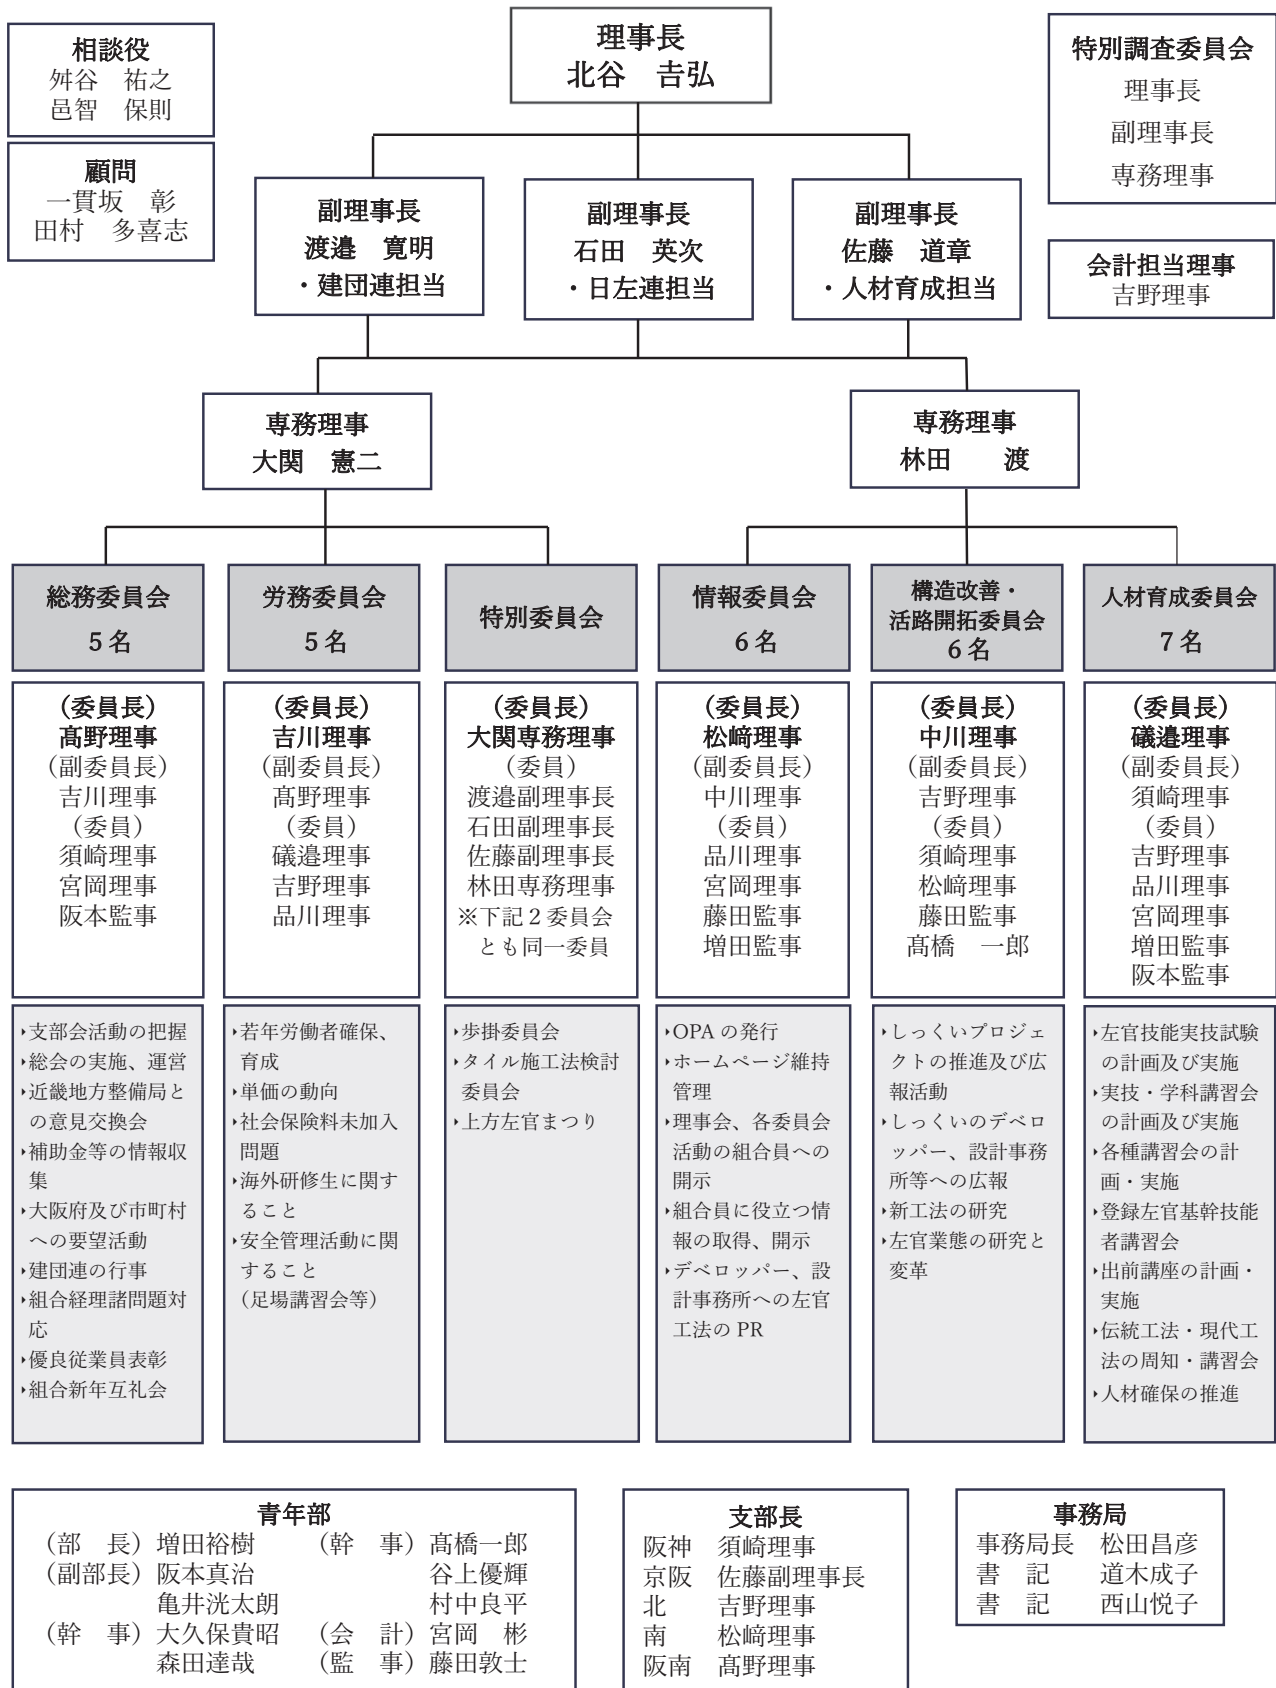 相談役
舛谷　祐之
邑智　保則
顧問
一貫坂　彰
田村　多喜志
理事長
北谷　𠮷弘
特別調査委員会
理事長
副理事長
専務理事
会計担当理事
吉野理事
副理事長
渡邉　寛明
・建団連担当
副理事長
石田　英次
・日左連担当
副理事長
佐藤　道章
・人材育成担当
専務理事
大関　憲二
専務理事
林田　　渡
総務委員会
５名
労務委員会
５名
特別委員会
情報委員会
６名
構造改善・
活路開拓委員会
６名
人材育成委員会
７名
（委員長）
髙野理事
（副委員長）
吉川理事
（委員）
須崎理事
宮岡理事
阪本監事
（委員長）
吉川理事
（副委員長）
髙野理事
（委員）
礒邉理事
吉野理事
品川理事
（委員長）
大関専務理事
（委員）
渡邉副理事長
石田副理事長
佐藤副理事長
林田専務理事
※下記２委員会
とも同一委員
（委員長）
松﨑理事
（副委員長）
中川理事
（委員）
品川理事
宮岡理事
藤田監事
増田監事
（委員長）
中川理事
（副委員長）
吉野理事
（委員）
須崎理事
松﨑理事
藤田監事
髙橋　一郎
（委員長）
礒邉理事
（副委員長）
須崎理事
（委員）
吉野理事
品川理事
宮岡理事
増田監事
阪本監事
‣支部会活動の把握
‣総会の実施、運営
‣近畿地方整備局と
の意見交換会
‣補助金等の情報収
集
‣大阪府及び市町村
への要望活動
‣建団連の行事
‣組合経理諸問題対
応
‣優良従業員表彰
‣組合新年互礼会
‣若年労働者確保、
育成
‣単価の動向
‣社会保険料未加入
問題
‣海外研修生に関す
ること
‣安全管理活動に関
すること
（足場講習会等）
‣歩掛委員会
‣タイル施工法検討
委員会
‣上方左官まつり
‣OPA の発行
‣ホームページ維持
管理
‣理事会、各委員会
活動の組合員への
開示
‣組合員に役立つ情
報の取得、開示
‣デベロッパー、設
計事務所への左官
工法の PR
‣しっくいプロジェ
クトの推進及び広
報活動
‣しっくいのデベロ
ッパー、設計事務
所等への広報
‣新工法の研究
‣左官業態の研究と
変革
‣左官技能実技試験
の計画及び実施
‣実技・学科講習会
の計画及び実施
‣各種講習会の計
画・実施
‣登録左官基幹技能
者講習会
‣出前講座の計画・
実施
‣伝統工法・現代工
法の周知・講習会
‣人材確保の推進
青年部
（部　長）増田裕樹　（幹　事）髙橋一郎
（副部長）阪本真治　谷上優輝
亀井洸太朗　村中良平
（幹　事）大久保貴昭　（会　計）宮岡　彬
森田達哉　（監　事）藤田敦士
支部長
阪神　須崎理事
京阪　佐藤副理事長
北　　吉野理事
南　　松﨑理事
阪南　髙野理事
事務局
事務局長　松田昌彦
書　記　　道木成子
書　記　　西山悦子